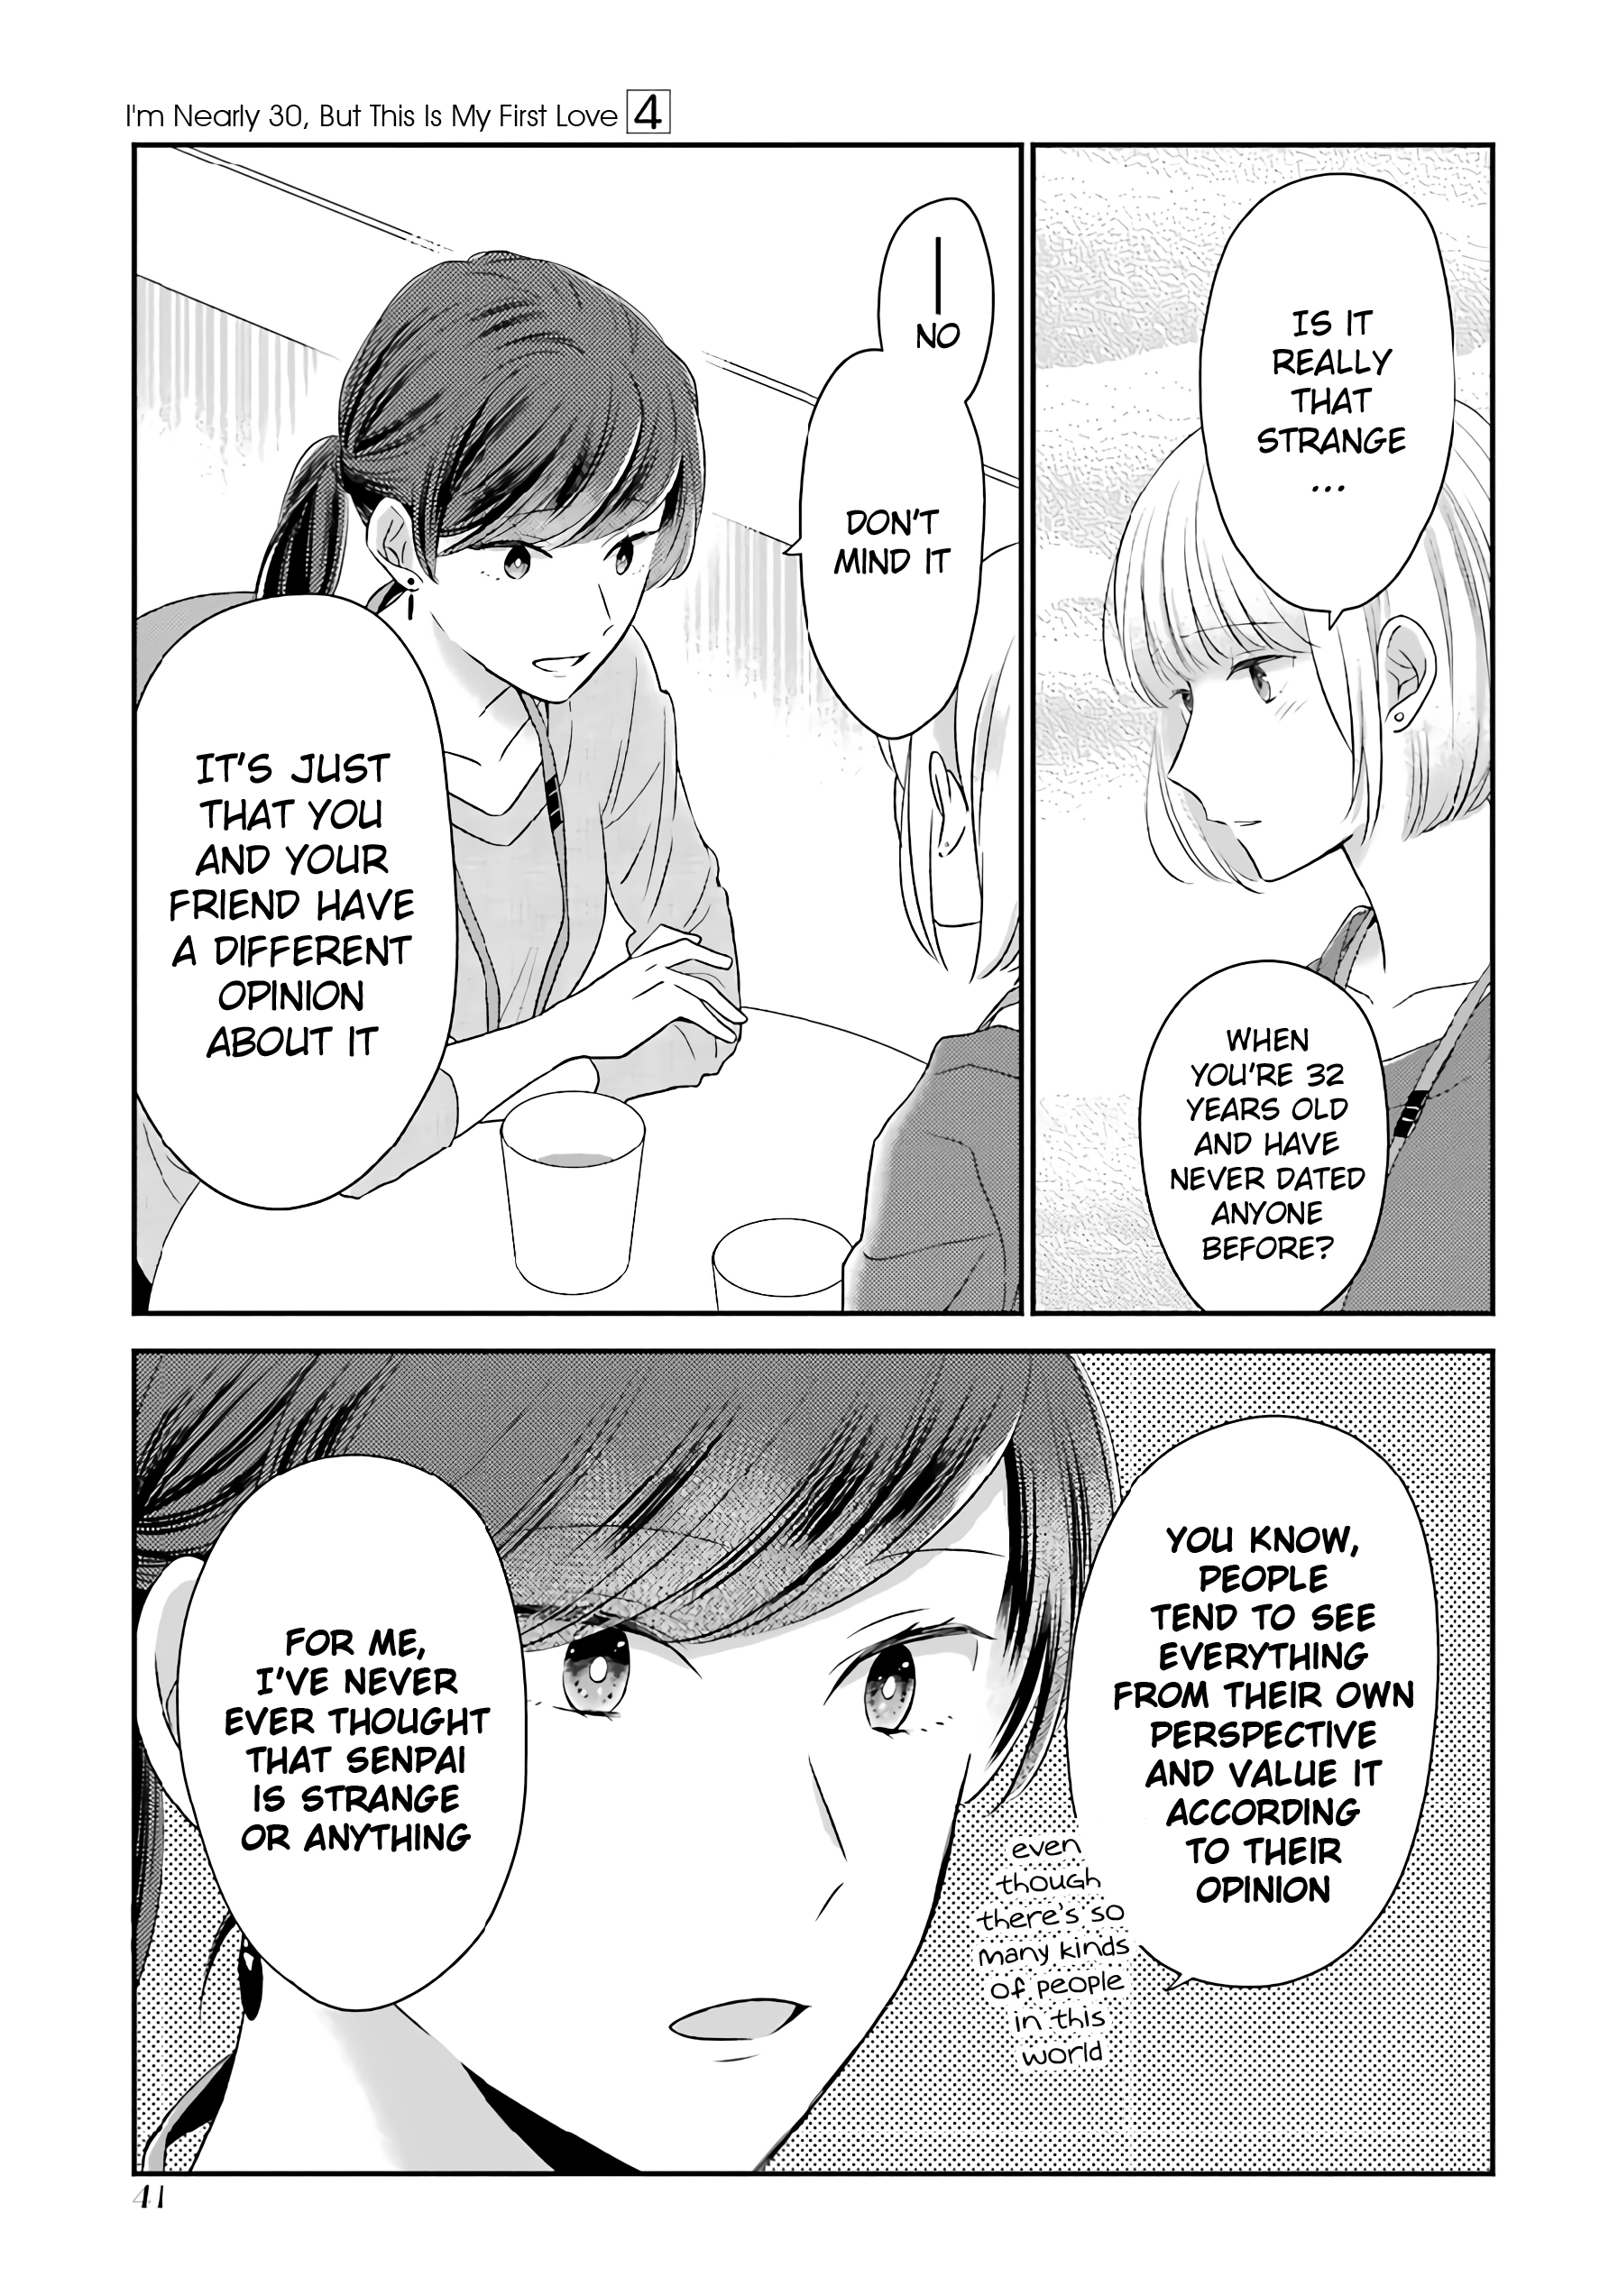 I'm Nearly 30, But This Is My First Love 4
IS IT
REALLY
THAT
STRANGE
...
WHEN
YOU'RE 32
YEARS OLD
AND HAVE
NEVER DATED
ANYONE
BEFORE?
|
NO
DON'T
MIND IT
IT'S JUST
THAT YOU
AND YOUR
FRIEND HAVE
A DIFFERENT
OPINION
ABOUT IT
YOU KNOW,
PEOPLE
TEND TO SEE
EVERYTHING
FROM THEIR OWN
PERSPECTIVE
AND VALUE IT
ACCORDING
TO THEIR
OPINION
even
though
there's so
many kinds
of people
in this
world
FOR ME,
I'VE NEVER
EVER THOUGHT
THAT SENPAI
IS STRANGE
OR ANYTHING
41